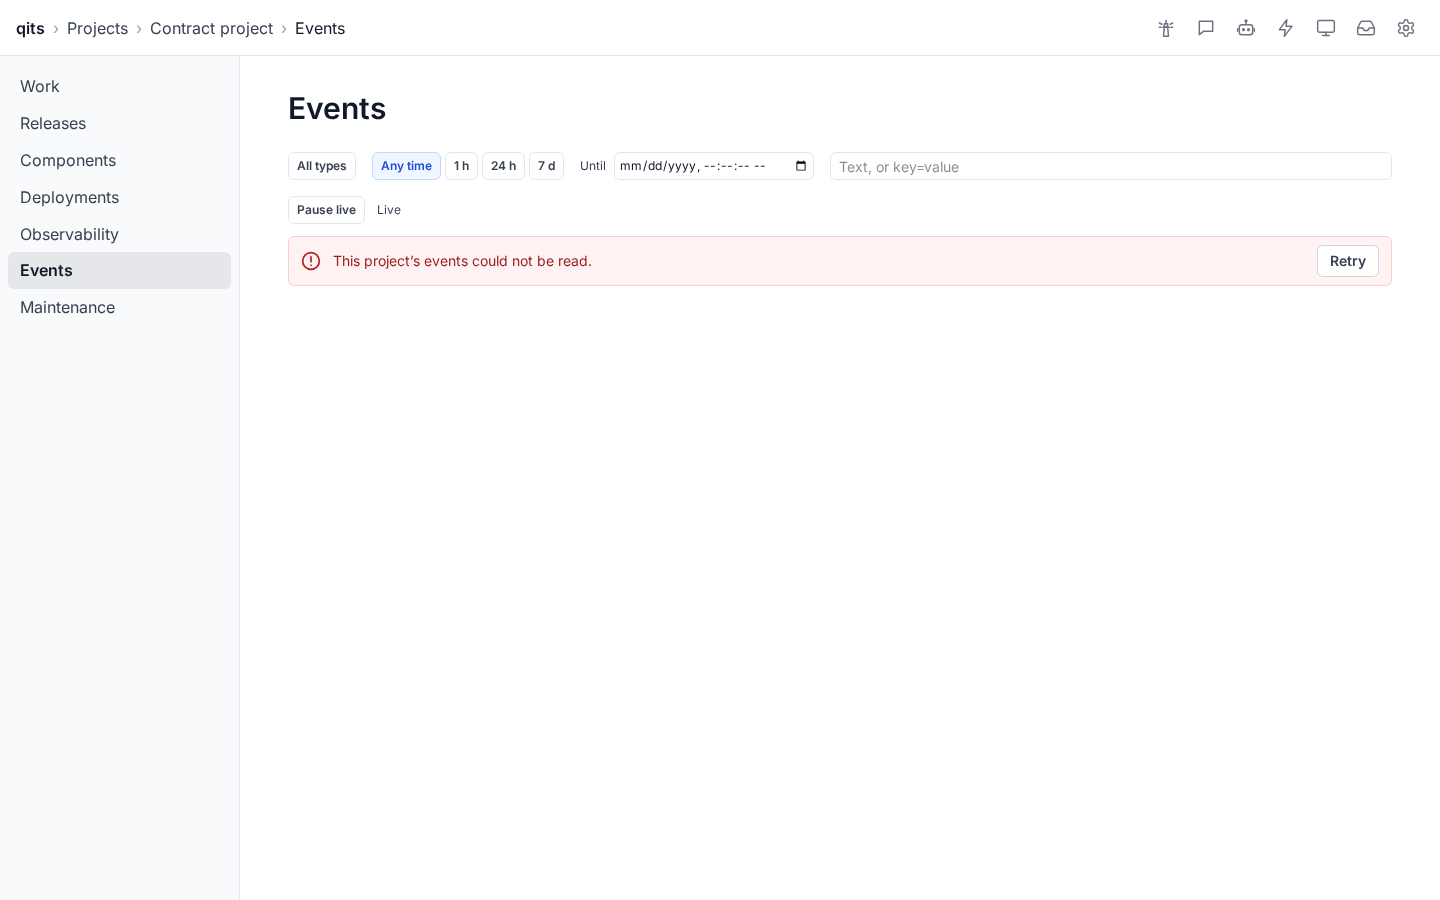 qits › Projects › Contract project › Events
Work
Releases
Components
Deployments
Observability
Events
Maintenance
Events
All types Any time 1 h 24 h 7 d Until mm/dd/yyyy, --:--:-- -- Text, or key=value
Pause live Live
This project’s events could not be read. Retry